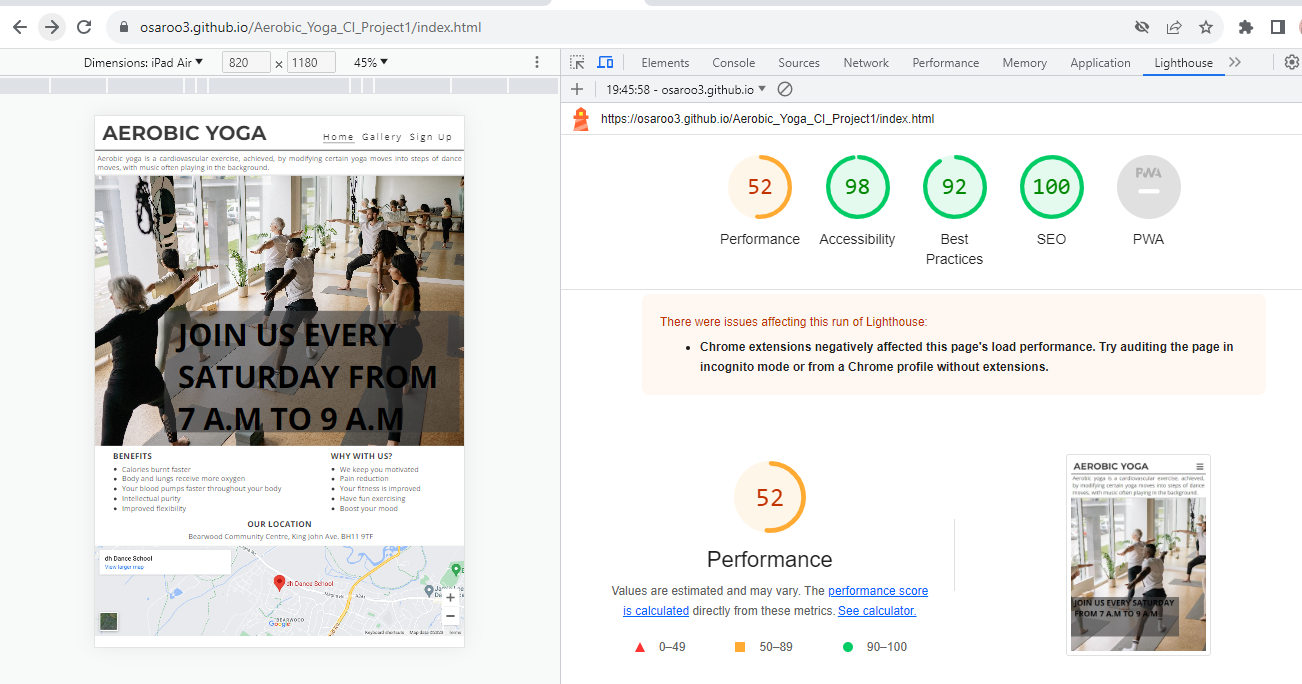 osaroo3.github.io/Aerobic_Yoga_CI_Project1/index.html
Dimensions: iPad Air ▼ 820 × 1180 45% ▼
Elements Console Sources Network Performance Memory Application Lighthouse
19:45:58 - osaroo3.github.io ▼
https://osaroo3.github.io/Aerobic_Yoga_CI_Project1/index.html
AEROBIC YOGA
Home Gallery Sign Up
Aerobic yoga is a cardiovascular exercise, achieved, by modifying certain yoga moves into steps of dance
moves, with music often playing in the background.
JOIN US EVERY
SATURDAY FROM
7 A.M TO 9 A.M
BENEFITS
Calories burnt faster
Body and lungs receive more oxygen
Your blood pumps faster throughout your body
Intellectual purity
Improved flexibility
WHY WITH US?
We keep you motivated
Pain reduction
Your fitness is improved
Have fun exercising
Boost your mood
OUR LOCATION
Bearwood Community Centre, King John Ave. BH11 9TF
dh Dance School
View larger map
dh Dance School
BEARWOOD
Google
Keyboard shortcuts Map data ©2023 Terms
52 98 92 100 PWA
Performance Accessibility Best
Practices SEO PWA
There were issues affecting this run of Lighthouse:
Chrome extensions negatively affected this page's load performance. Try auditing the page in
incognito mode or from a Chrome profile without extensions.
52
Performance
Values are estimated and may vary. The performance score
is calculated directly from these metrics. See calculator.
0–49 50–89 90–100
AEROBIC YOGA
Aerobic yoga is a cardiovascular exercise, achieved,
by modifying certain yoga moves into steps of dance
moves, with music often playing in the background.
JOIN US EVERY SATURDAY
FROM 7 A.M TO 9 A.M